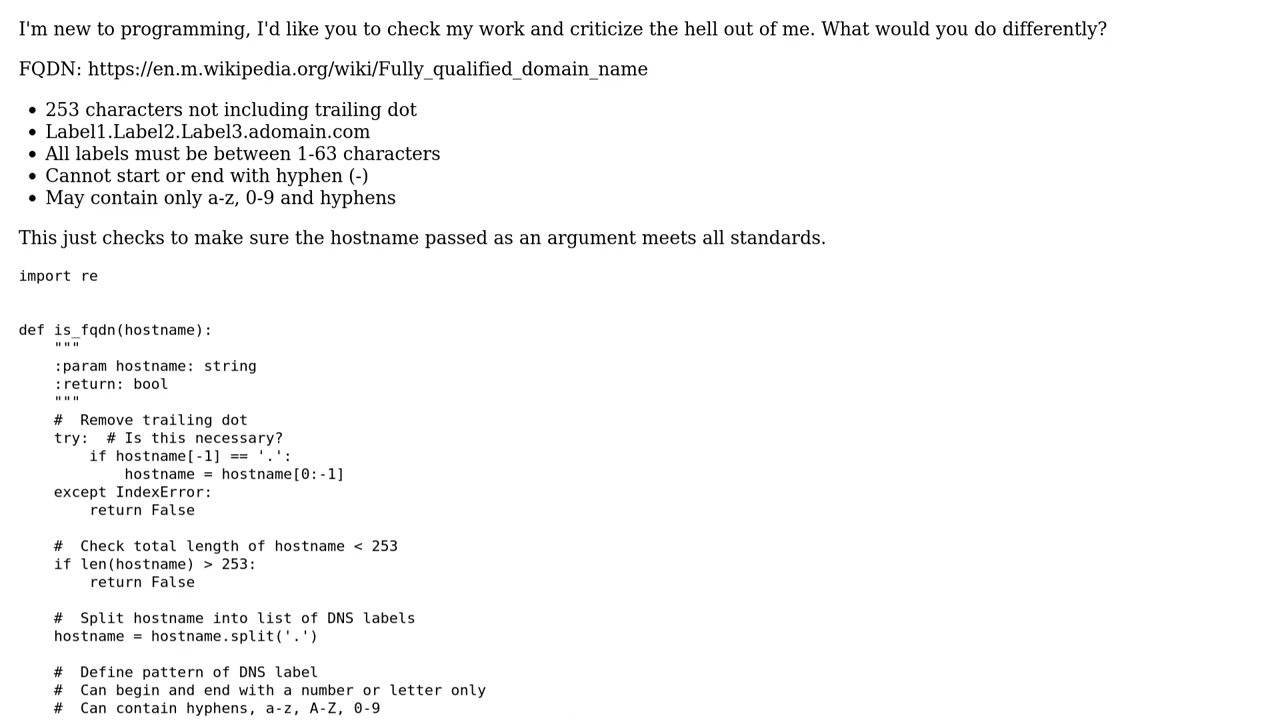 I'm new to programming, I'd like you to check my work and criticize the hell out of me. What would you do differently?
FQDN: https://en.m.wikipedia.org/wiki/Fully_qualified_domain_name
• 253 characters not including trailing dot
• Label1.Label2.Label3.adomain.com
• All labels must be between 1-63 characters
• Cannot start or end with hyphen (-)
• May contain only a-z, 0-9 and hyphens
This just checks to make sure the hostname passed as an argument meets all standards.
import re
def is_fqdn(hostname):
    """
    :param hostname: string
    :return: bool
    """
    #  Remove trailing dot
    try:  # Is this necessary?
        if hostname[-1] == '.':
            hostname = hostname[0:-1]
    except IndexError:
        return False
    #  Check total length of hostname < 253
    if len(hostname) > 253:
        return False
    #  Split hostname into list of DNS labels
    hostname = hostname.split('.')
    #  Define pattern of DNS label
    #  Can begin and end with a number or letter only
    #  Can contain hyphens, a-z, A-Z, 0-9